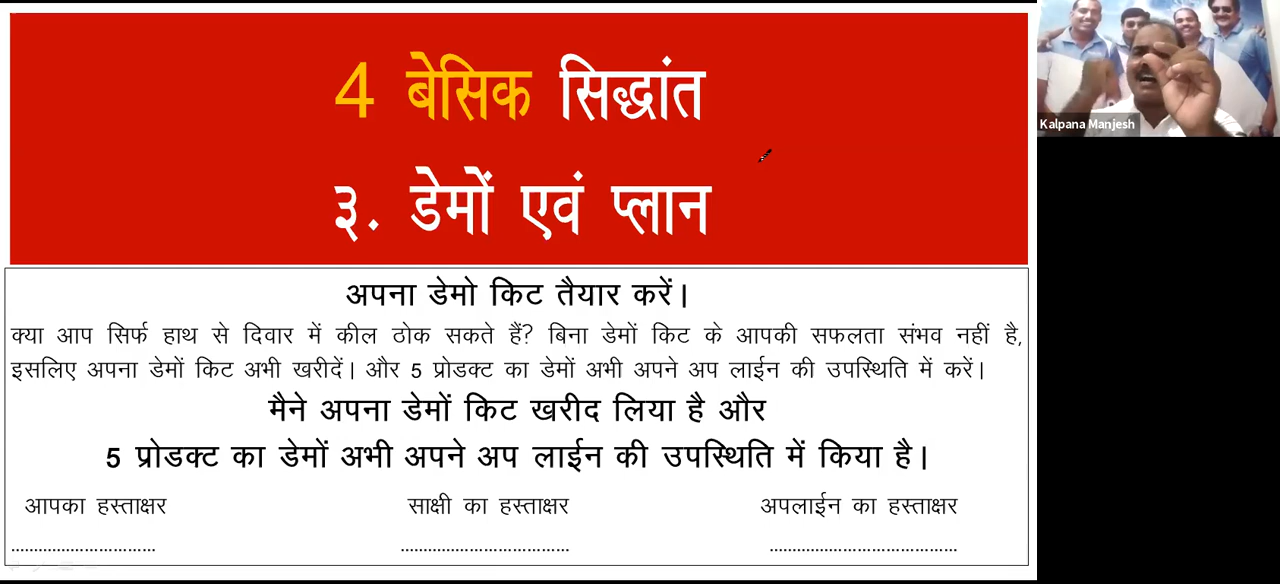 4 बेसिक सिद्धांत
३. डेमों एवं प्लान
अपना डेमो किट तैयार करें।
क्या आप सिर्फ हाथ से दिवार में कील ठोक सकते हैं? बिना डेमों किट के आपकी सफलता संभव नहीं है,
इसलिए अपना डेमों किट अभी खरीदें। और 5 प्रोडक्ट का डेमों अभी अपने अप लाईन की उपस्थिति में करें।
मैने अपना डेमों किट खरीद लिया है और
5 प्रोडक्ट का डेमों अभी अपने अप लाईन की उपस्थिति में किया है।
आपका हस्ताक्षर साक्षी का हस्ताक्षर अपलाईन का हस्ताक्षर
Kalpana Manjesh